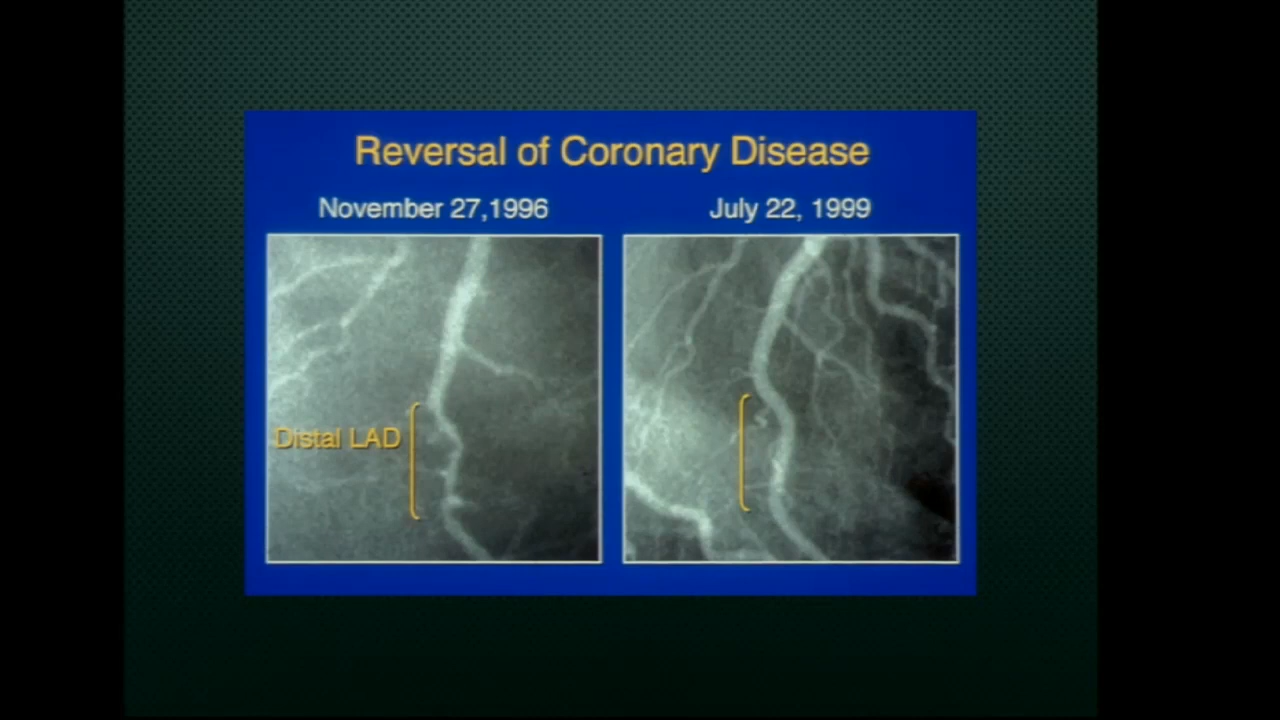 Reversal of Coronary Disease
November 27,1996
July 22, 1999
Distal LAD